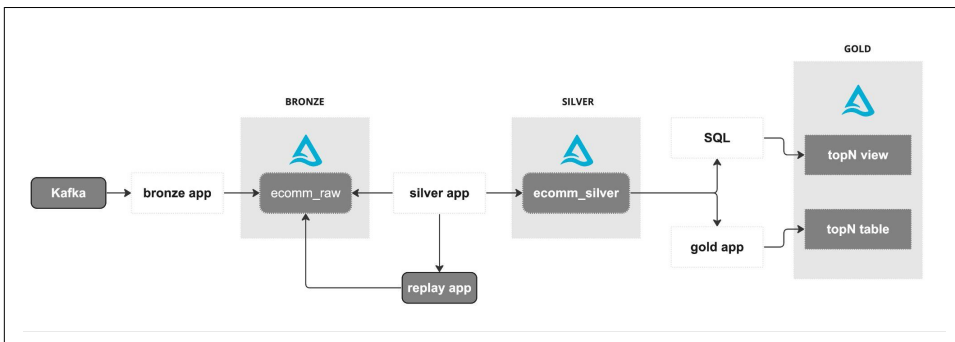 GOLD
BRONZE
SILVER
SQL
topN view
Kafka
bronze app
ecomm_raw
silver app
ecomm_silver
gold app
topN table
replay app